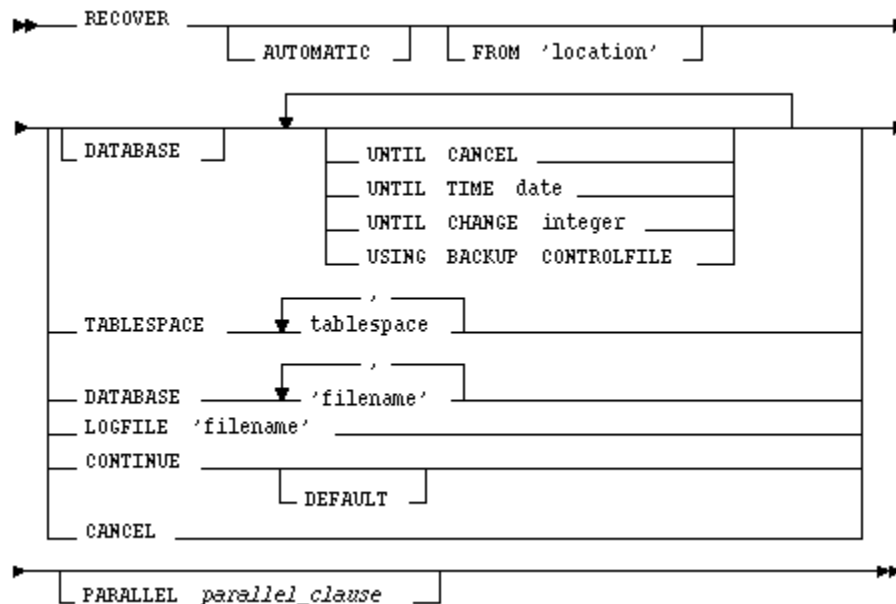 RECOVER
AUTOMATIC FROM 'location'
DATABASE
UNTIL CANCEL
UNTIL TIME date
UNTIL CHANGE integer
USING BACKUP CONTROLFILE
,
TABLESPACE tablespace
,
DATABASE 'filename'
LOGFILE 'filename'
CONTINUE
DEFAULT
CANCEL
PARALLEL parallel_clause